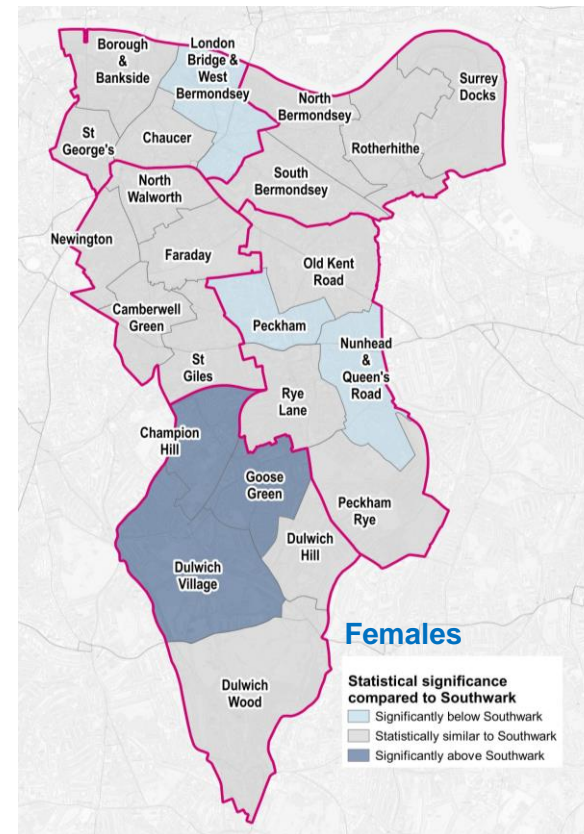 Borough
&
Bankside
London
Bridge &
West
Bermondsey
North
Bermondsey
Surrey
Docks
St
George's
Chaucer
Rotherhithe
North
Walworth
South
Bermondsey
Newington
Faraday
Old Kent
Road
Camberwell
Green
Peckham
Nunhead
&
Queen's
Road
St
Giles
Rye
Lane
Champion
Hill
Goose
Green
Peckham
Rye
Dulwich
Hill
Dulwich
Village
Dulwich
Wood
Females
Statistical significance
compared to Southwark
Significantly below Southwark
Statistically similar to Southwark
Significantly above Southwark